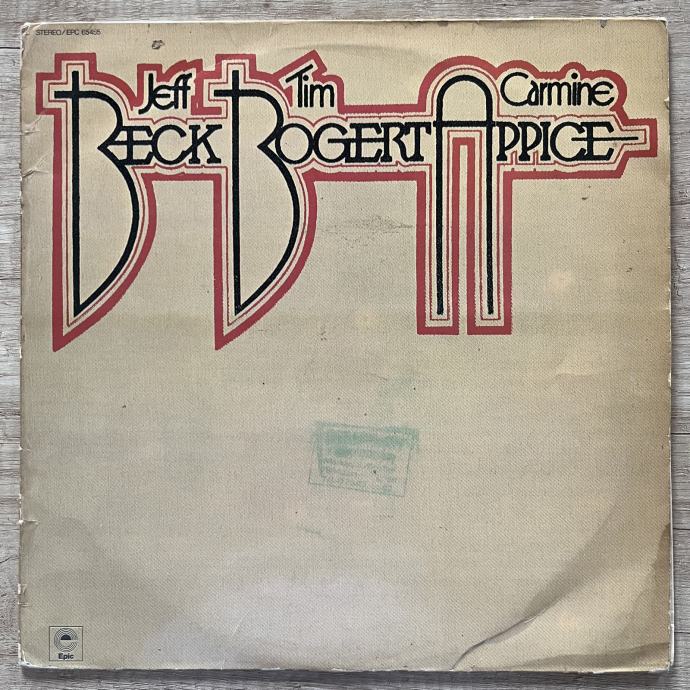 STEREO/EPC 65455
Jeff Tim Carmine
BECK BOGERT APPICE
Epic